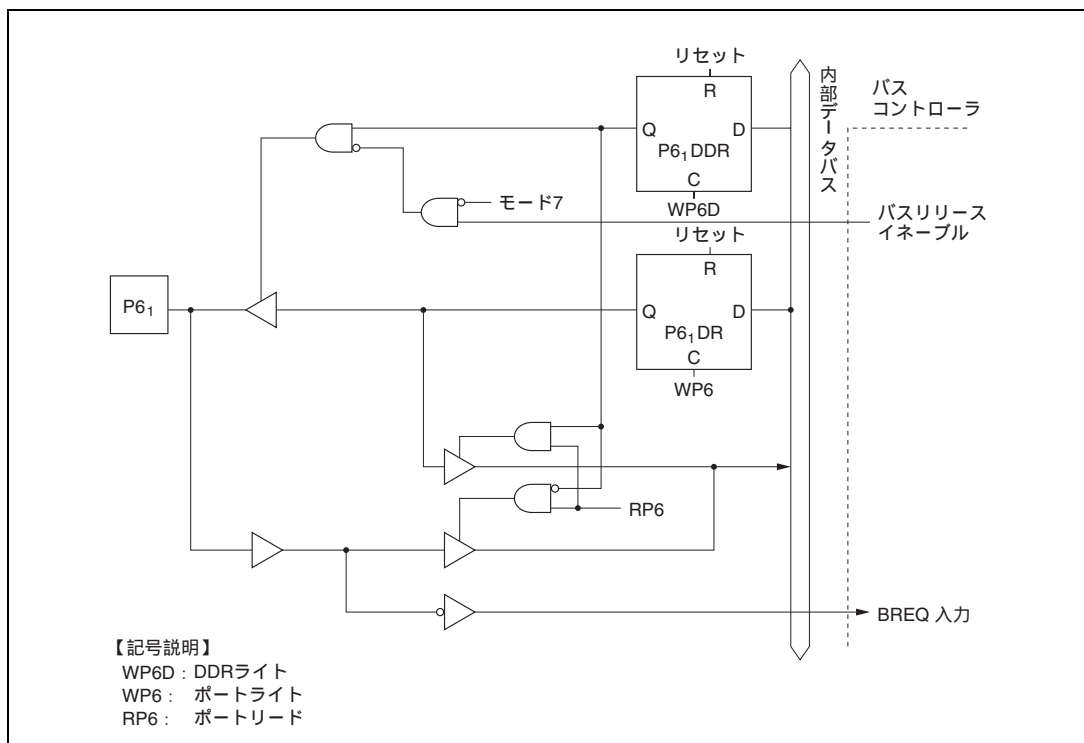 リセット
R
Q
D
P6₁DDR
C
WP6D
内部データバス
バス
コントローラ
モード7
バスリリース
イネーブル
リセット
R
P6₁
Q
D
P6₁DR
C
WP6
RP6
BREQ 入力
【記号説明】
WP6D : DDRライト
WP6 : ポートライト
RP6 : ポートリード